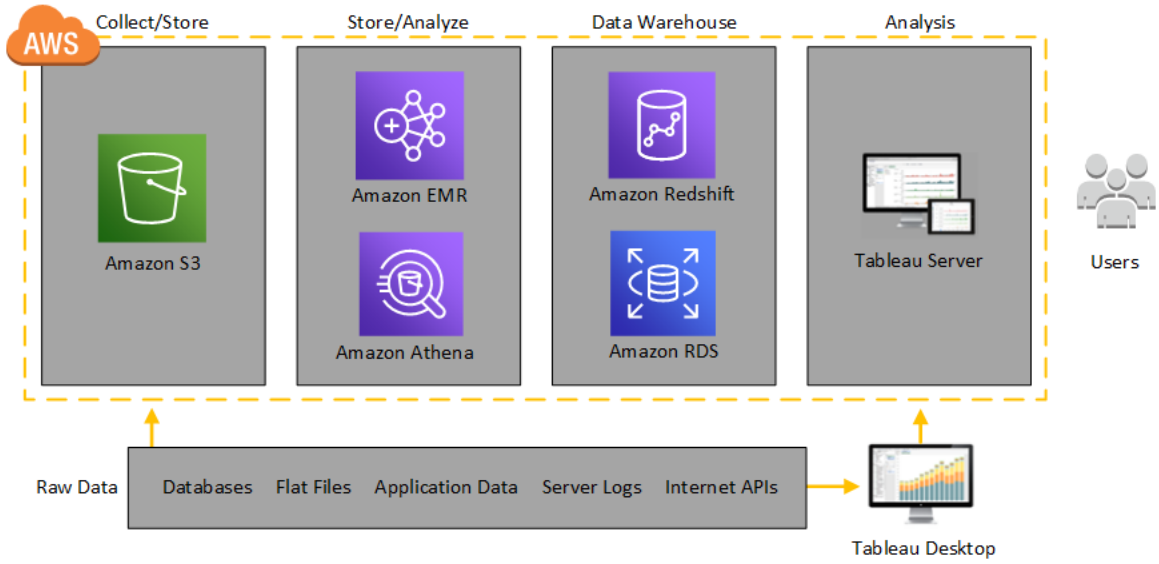 AWS
Collect/Store
Store/Analyze
Data Warehouse
Analysis
Amazon S3
Amazon EMR
Amazon Athena
Amazon Redshift
Amazon RDS
Tableau Server
Users
Raw Data
Databases
Flat Files
Application Data
Server Logs
Internet APIs
Tableau Desktop